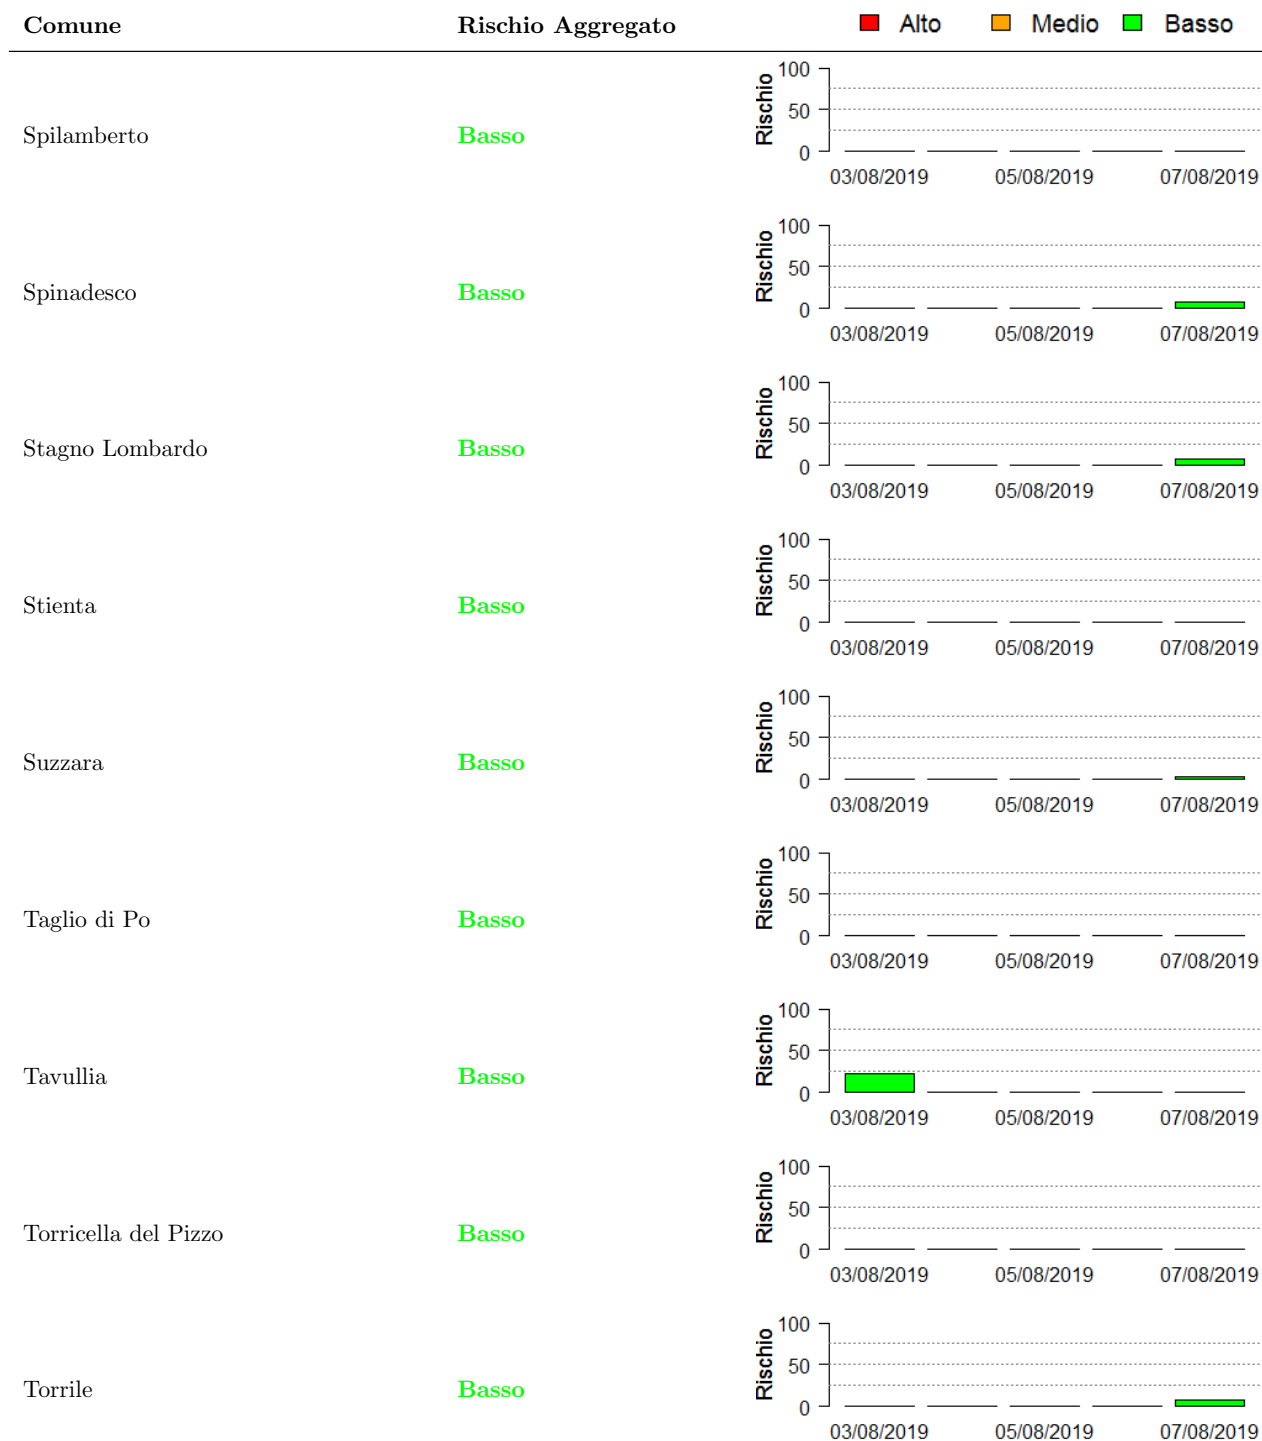 Comune Rischio Aggregato Alto Medio Basso
100
50
0
Rischio
Spilamberto Basso
03/08/2019 05/08/2019 07/08/2019
100
50
0
Rischio
Spinadesco Basso
03/08/2019 05/08/2019 07/08/2019
100
50
0
Rischio
Stagno Lombardo Basso
03/08/2019 05/08/2019 07/08/2019
100
50
0
Rischio
Stienta Basso
03/08/2019 05/08/2019 07/08/2019
100
50
0
Rischio
Suzzara Basso
03/08/2019 05/08/2019 07/08/2019
100
50
0
Rischio
Taglio di Po Basso
03/08/2019 05/08/2019 07/08/2019
100
50
0
Rischio
Tavullia Basso
03/08/2019 05/08/2019 07/08/2019
100
50
0
Rischio
Torricella del Pizzo Basso
03/08/2019 05/08/2019 07/08/2019
100
50
0
Rischio
Torrile Basso
03/08/2019 05/08/2019 07/08/2019